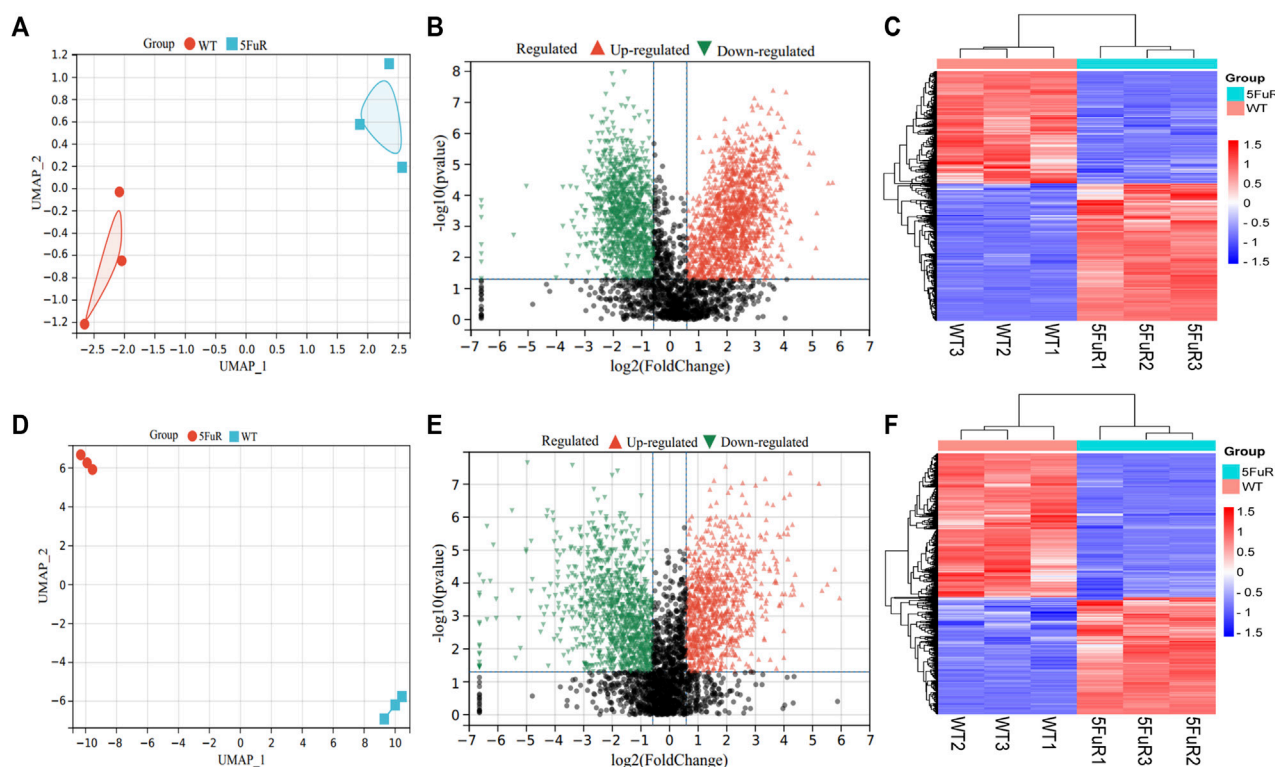 A
Group WT 5FuR
1.2
1.0
0.8
0.6
0.4
0.2
0.0
−0.2
−0.4
−0.6
−0.8
−1.0
−1.2
UMAP_2
−2.5 −2.0 −1.5 −1.0 −0.5 0.0 0.5 1.0 1.5 2.0 2.5
UMAP_1
B
Regulated Up-regulated Down-regulated
8
7
6
5
4
3
2
1
0
-log10(pvalue)
−7 −6 −5 −4 −3 −2 −1 0 1 2 3 4 5 6 7
log2(FoldChange)
C
Group
5FuR
WT
1.5
1
0.5
0
- 0.5
- 1
- 1.5
WT3 WT2 WT1 5FuR1 5FuR2 5FuR3
D
Group 5FuR WT
6
4
2
0
−2
−4
−6
UMAP_2
−10 −8 −6 −4 −2 0 2 4 6 8 10
UMAP_1
E
Regulated Up-regulated Down-regulated
7
6
5
4
3
2
1
0
-log10(pvalue)
−7 −6 −5 −4 −3 −2 −1 0 1 2 3 4 5 6 7
log2(FoldChange)
F
Group
5FuR
WT
1.5
1
0.5
0
- 0.5
- 1
- 1.5
WT2 WT3 WT1 5FuR1 5FuR3 5FuR2